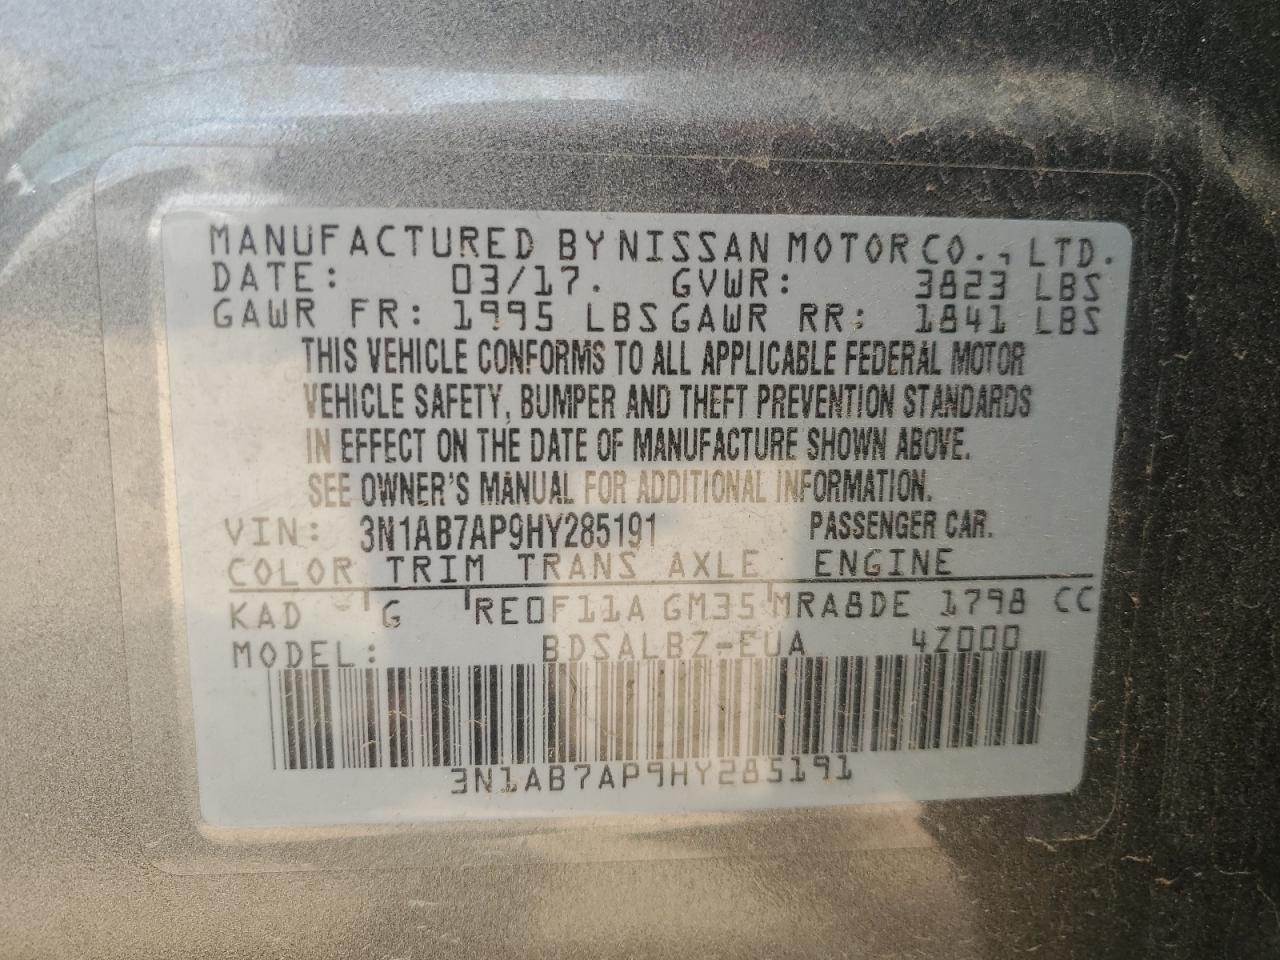 MANUFACTURED BY NISSAN MOTOR CO., LTD.
DATE: 03/17. GVWR: 3823 LBS
GAWR FR: 1995 LBS GAWR RR: 1841 LBS
THIS VEHICLE CONFORMS TO ALL APPLICABLE FEDERAL MOTOR
VEHICLE SAFETY, BUMPER AND THEFT PREVENTION STANDARDS
IN EFFECT ON THE DATE OF MANUFACTURE SHOWN ABOVE.
SEE OWNER'S MANUAL FOR ADDITIONAL INFORMATION.
VIN: 3N1AB7AP9HY285191 PASSENGER CAR.
COLOR TRIM TRANS AXLE ENGINE
KAD G RE0F11A GM35 MRA8DE 1798 CC
MODEL: BDSALBZ-EUA 4Z000
3N1AB7AP9HY285191